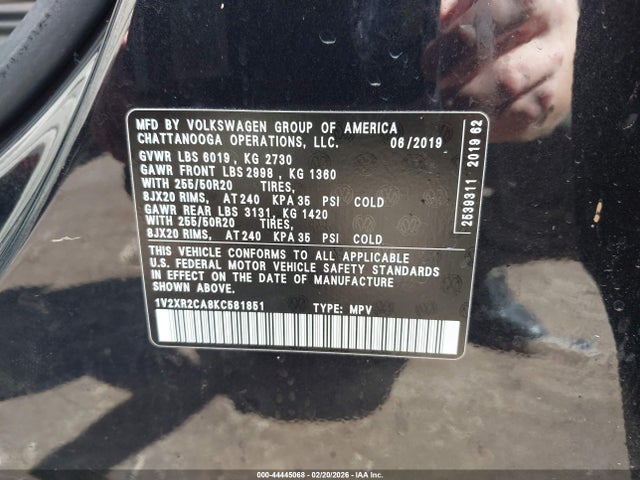 MFD BY VOLKSWAGEN GROUP OF AMERICA
CHATTANOOGA OPERATIONS, LLC. 06/2019
GVWR LBS 6019, KG 2730
GAWR FRONT LBS 2998, KG 1360
WITH 255/50R20 TIRES,
8JX20 RIMS, AT 240 KPA 35 PSI COLD
GAWR REAR LBS 3131, KG 1420
WITH 255/50R20 TIRES,
8JX20 RIMS, AT 240 KPA 35 PSI COLD
THIS VEHICLE CONFORMS TO ALL APPLICABLE
U.S. FEDERAL MOTOR VEHICLE SAFETY STANDARDS
IN EFFECT ON THE DATE OF MANUFACTURE
SHOWN ABOVE.
1V2XR2CA8KC581851 TYPE: MPV
2539311 2019 62
000-44445068 - 02/20/2026 - IAA Holdings, LLC.